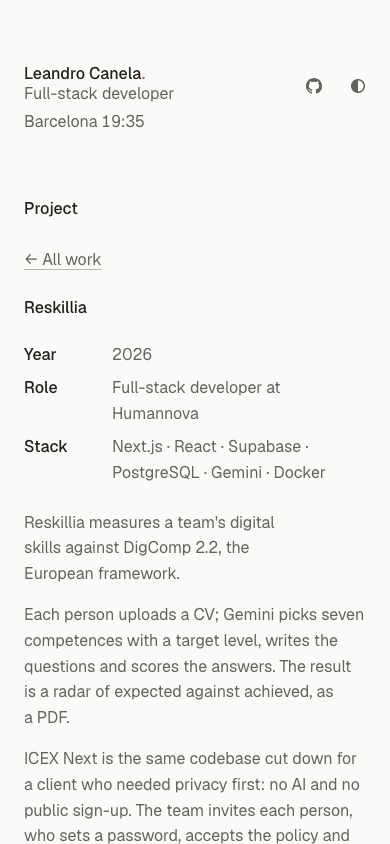 Leandro Canela.
Full-stack developer
Barcelona 19:35
Project
← All work
Reskillia
Year 2026
Role Full-stack developer at
Humannova
Stack Next.js · React · Supabase ·
PostgreSQL · Gemini · Docker
Reskillia measures a team's digital
skills against DigComp 2.2, the
European framework.
Each person uploads a CV; Gemini picks seven
competences with a target level, writes the
questions and scores the answers. The result
is a radar of expected against achieved, as
a PDF.
ICEX Next is the same codebase cut down for
a client who needed privacy first: no AI and no
public sign-up. The team invites each person,
who sets a password, accepts the policy and